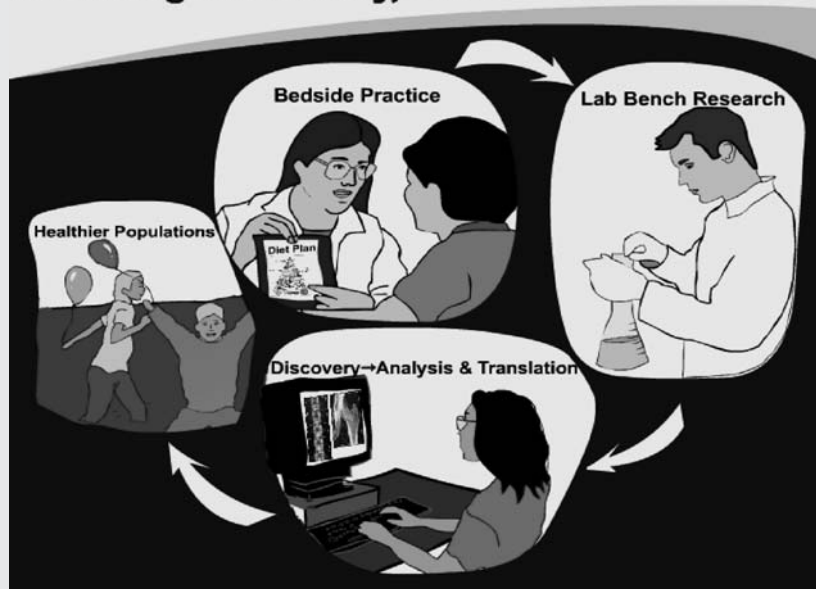 Bedside Practice
Lab Bench Research
Healthier Populations
Diet Plan
Discovery→Analysis & Translation